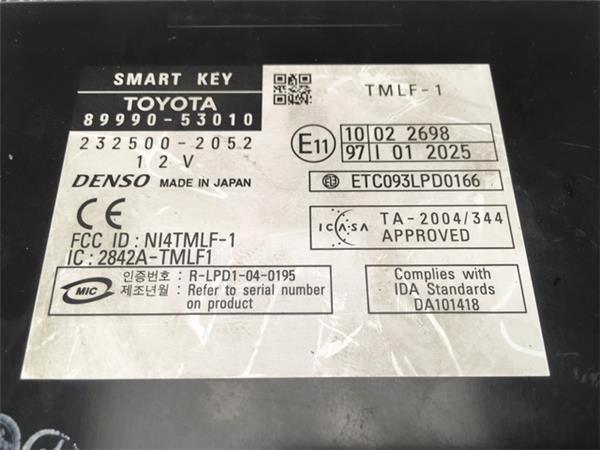 SMART KEY
TOYOTA
89990-53010
232500-2052
12V
DENSO MADE IN JAPAN
CE
FCC ID : NI4TMLF-1
IC : 2842A-TMLF1
MIC 인증번호 : R-LPD1-04-0195
제조년월 : Refer to serial number
on product
TMLF-1
E11
10 02 2698
97 I 01 2025
ETC093LPD0166
ICASA TA-2004/344
APPROVED
Complies with
IDA Standards
DA101418